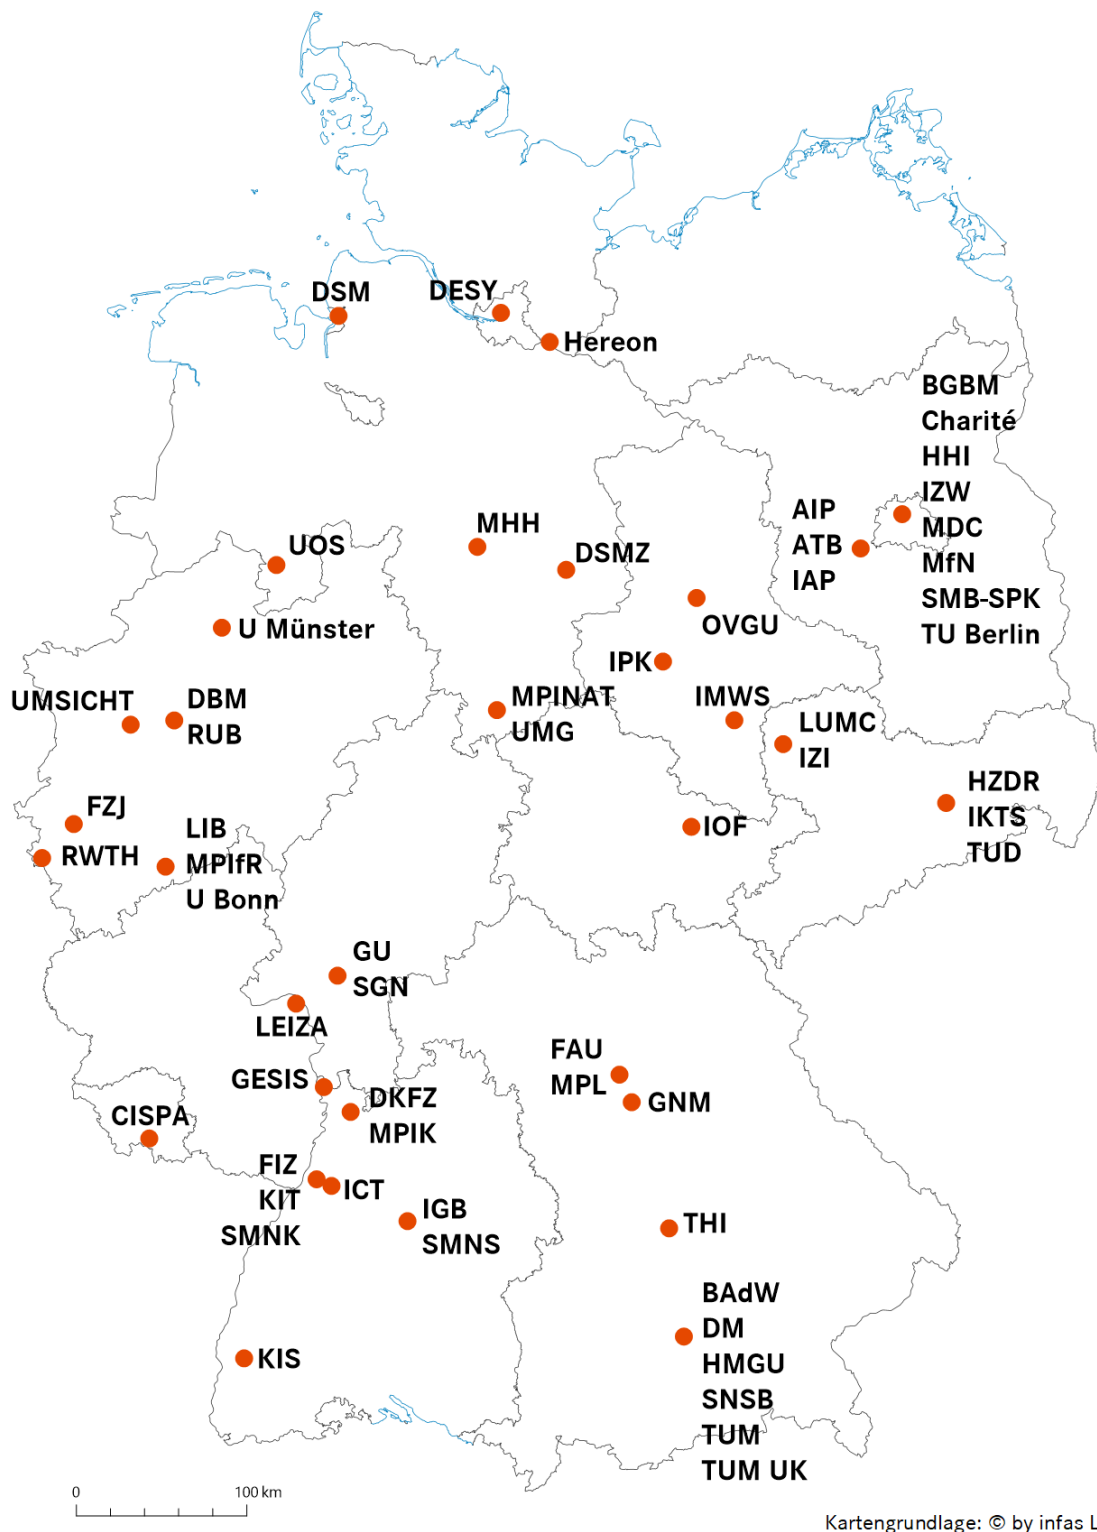 DSM
DESY
Hereon
BGBM
Charité
HHI
IZW
MDC
MfN
SMB-SPK
TU Berlin
AIP
ATB
IAP
MHH
DSMZ
UOS
OVGU
U Münster
IPK
UMSICHT
DBM
RUB
MPINAT
UMG
IMWS
LUMC
IZI
HZDR
IKTS
TUD
FZJ
RWTH
LIB
MPIfR
U Bonn
IOF
GU
SGN
LEIZA
GESIS
DKFZ
MPIK
FAU
MPL
GNM
CISPA
FIZ
KIT
SMNK
ICT
IGB
SMNS
THI
BAdW
DM
HMGU
SNSB
TUM
TUM UK
KIS
0 100 km
Kartengrundlage: © by infas L